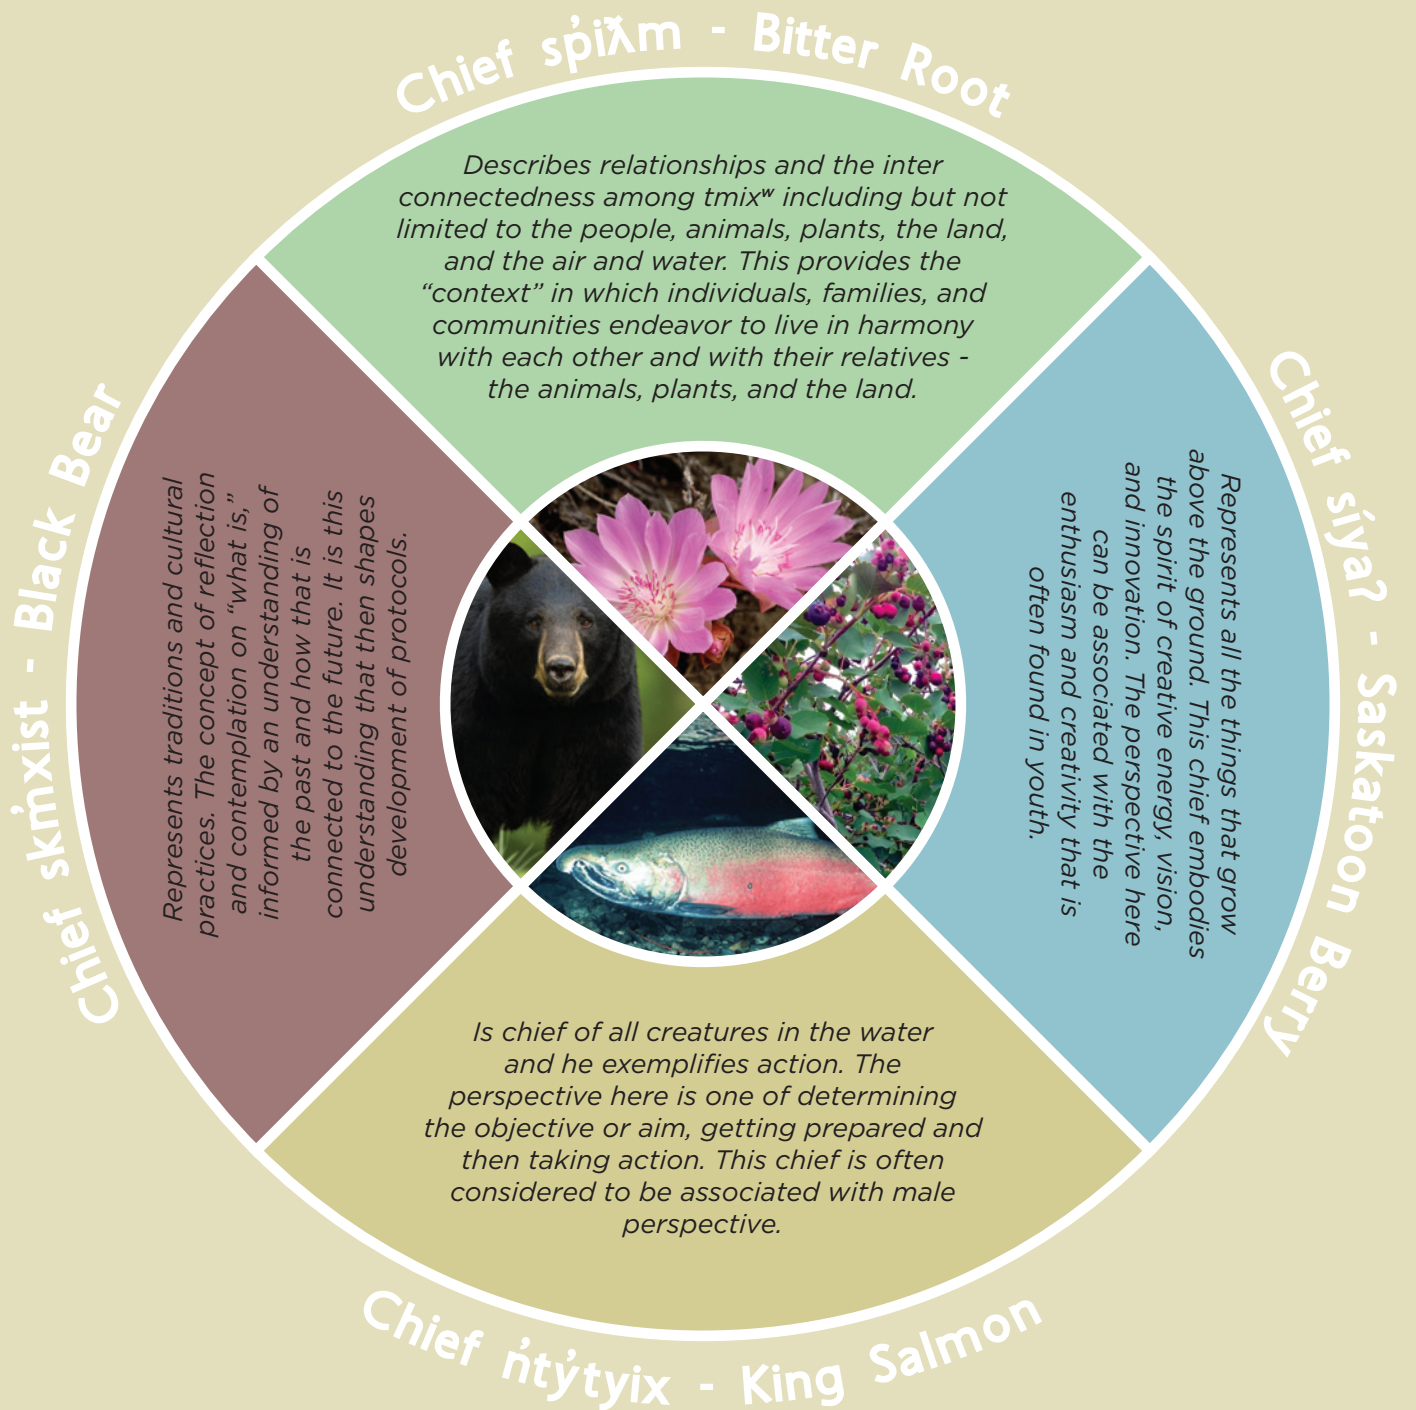 Chief sp̓iƛ̓m - Bitter Root
Describes relationships and the inter
connectedness among tmixʷ including but not
limited to the people, animals, plants, the land,
and the air and water. This provides the
“context” in which individuals, families, and
communities endeavor to live in harmony
with each other and with their relatives -
the animals, plants, and the land.
Chief síyaʔ - Saskatoon Berry
Represents all the things that grow
above the ground. This chief embodies
the spirit of creative energy, vision,
and innovation. The perspective here
can be associated with the
enthusiasm and creativity that is
often found in youth.
Chief n̓ty̓tyix - King Salmon
Is chief of all creatures in the water
and he exemplifies action. The
perspective here is one of determining
the objective or aim, getting prepared and
then taking action. This chief is often
considered to be associated with male
perspective.
Chief skm̓xist - Black Bear
Represents traditions and cultural
practices. The concept of reflection
and contemplation on “what is,”
informed by an understanding of
the past and how that is
connected to the future. It is this
understanding that then shapes
development of protocols.